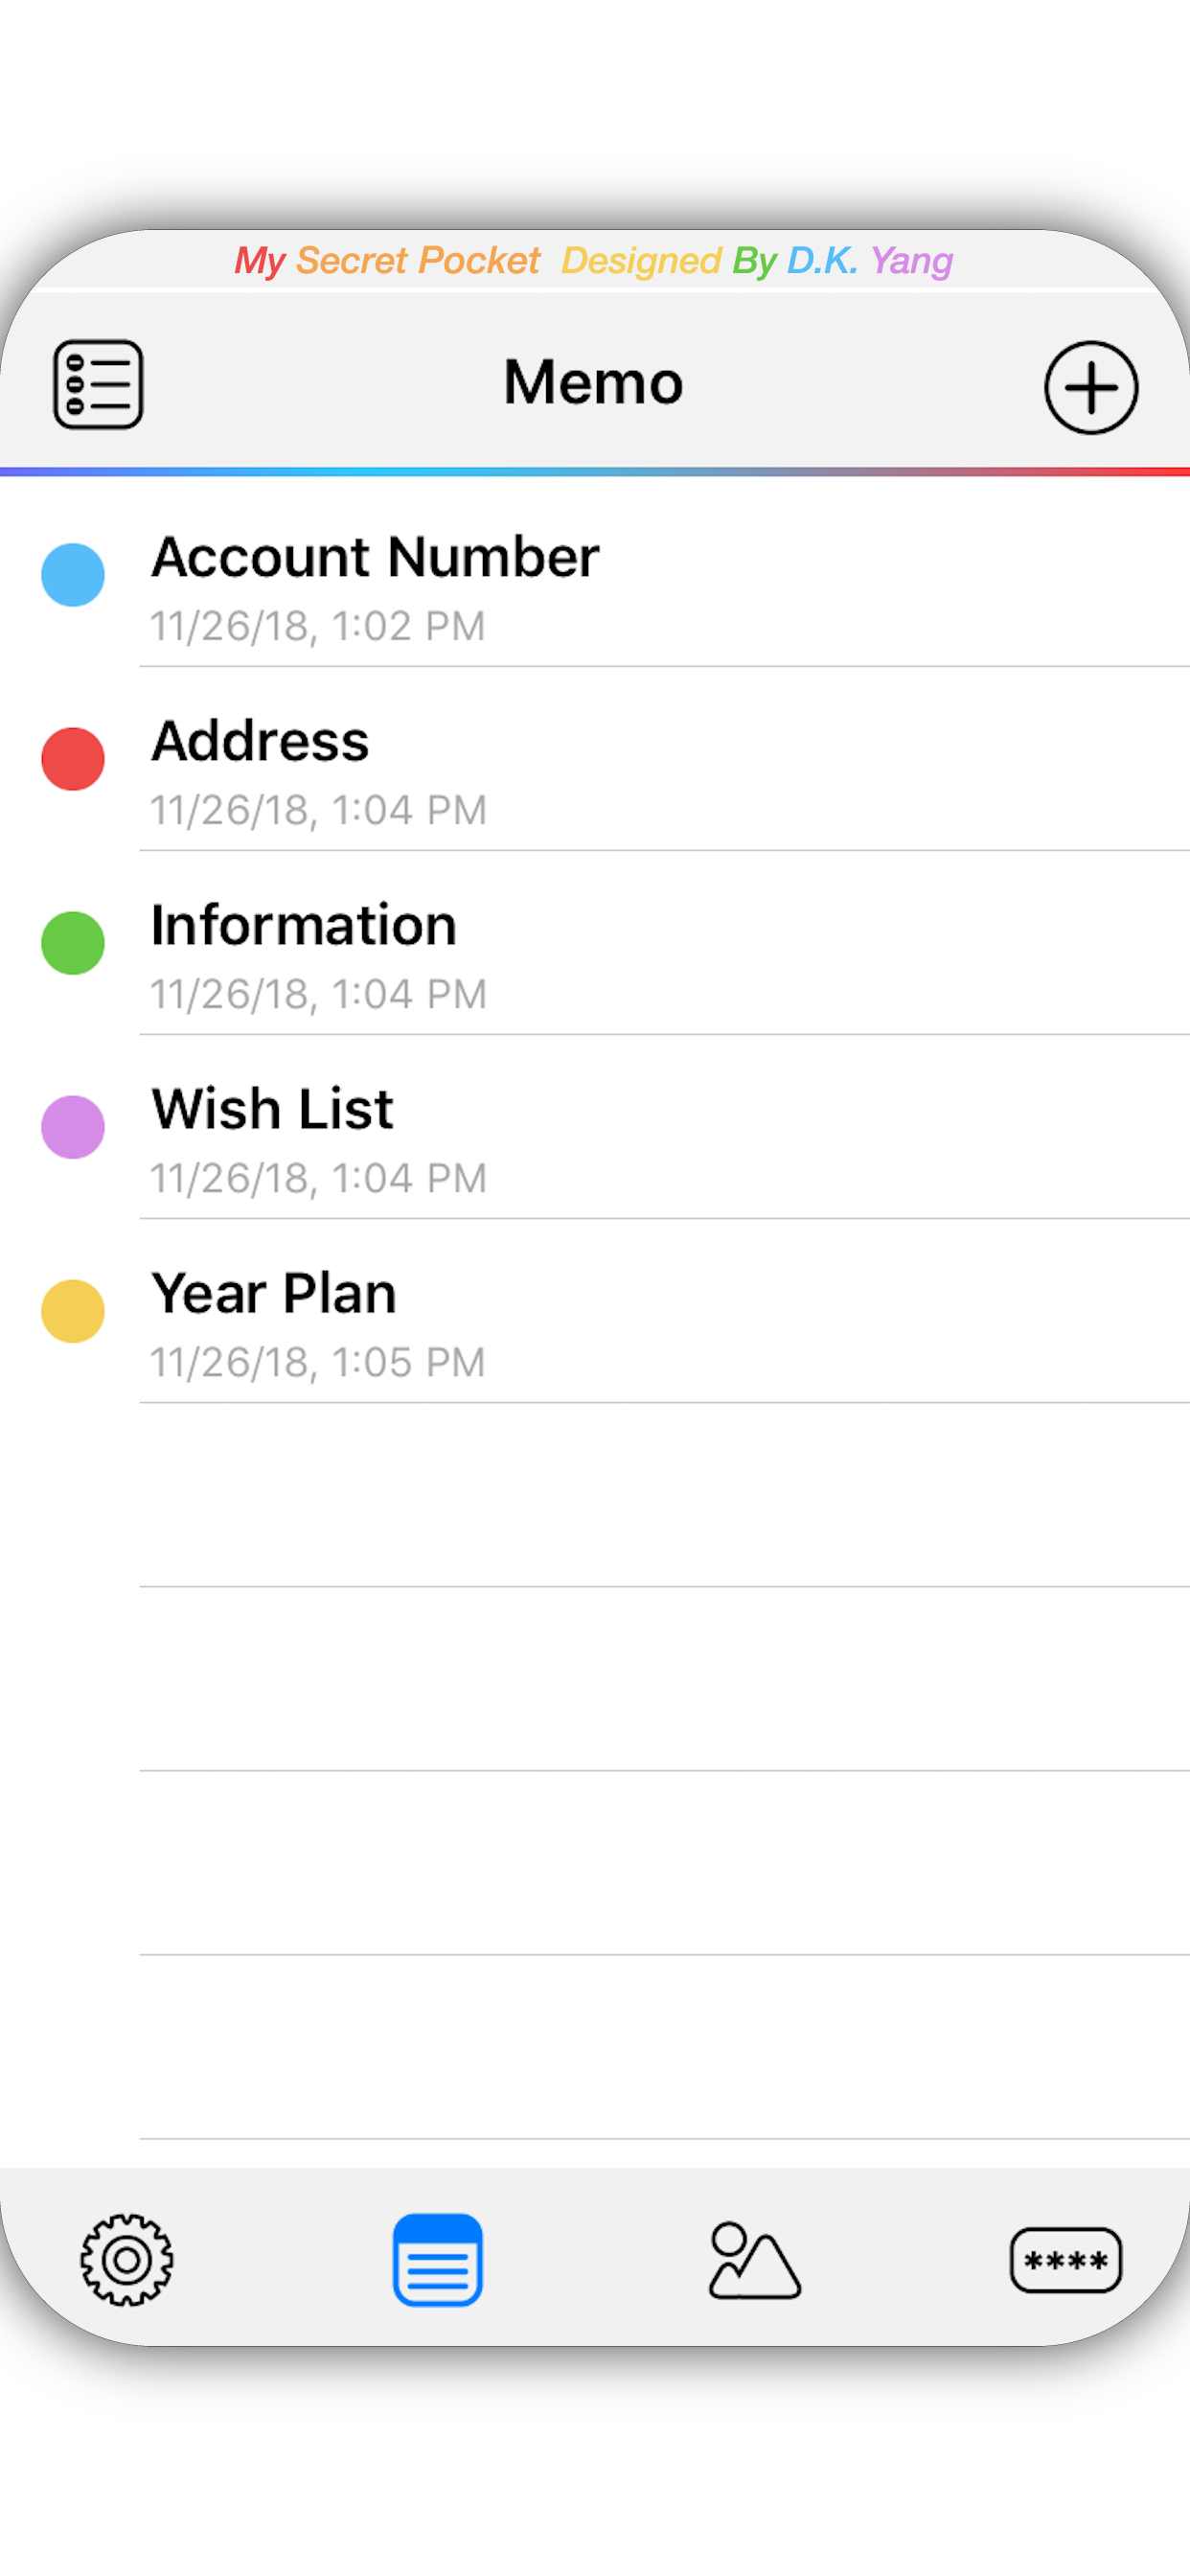 My Secret Pocket Designed By D.K. Yang
Memo
Account Number
11/26/18, 1:02 PM
Address
11/26/18, 1:04 PM
Information
11/26/18, 1:04 PM
Wish List
11/26/18, 1:04 PM
Year Plan
11/26/18, 1:05 PM
****